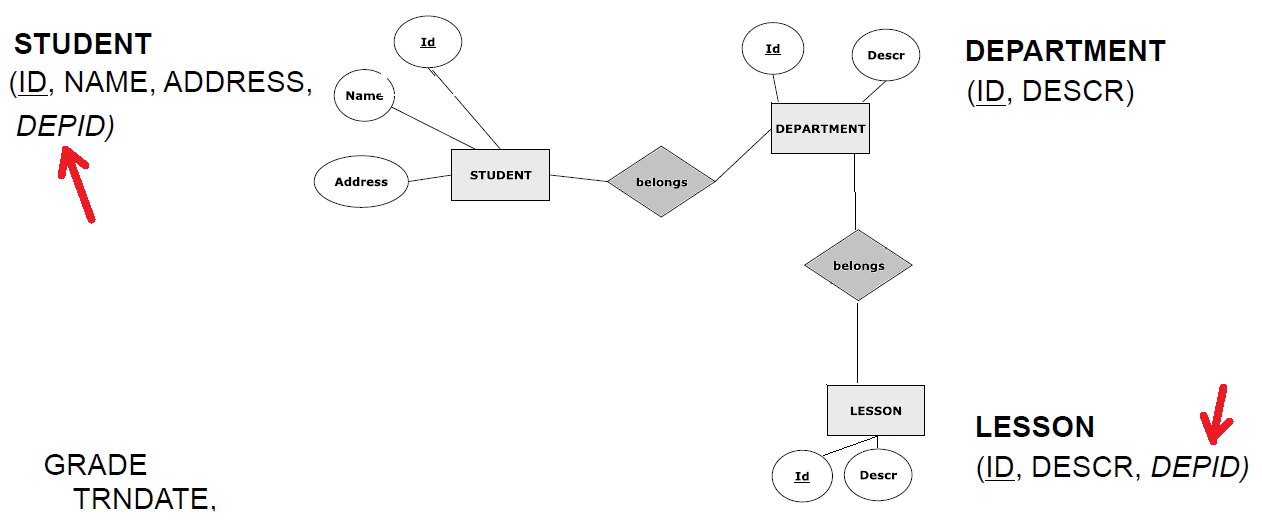 STUDENT
(ID, NAME, ADDRESS,
DEPID)
Id
Name
Address
STUDENT
belongs
Id
Descr
DEPARTMENT
DEPARTMENT
(ID, DESCR)
belongs
LESSON
Id
Descr
LESSON
(ID, DESCR, DEPID)
GRADE
TRNDATE,